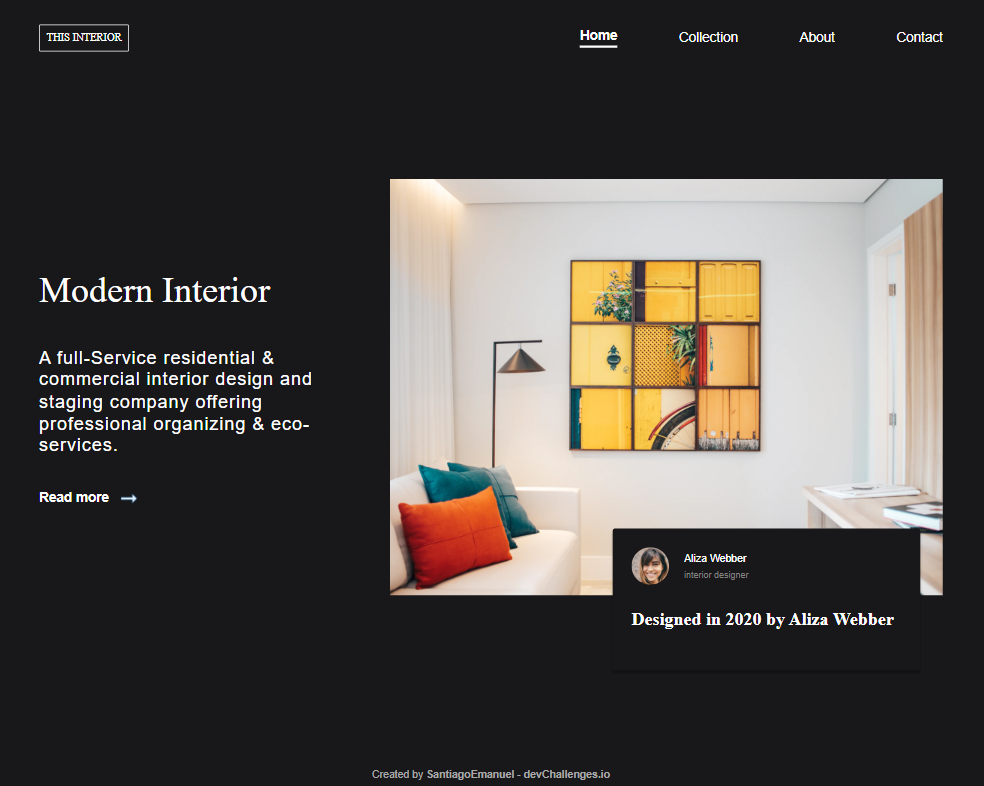 THIS INTERIOR
Home
Collection
About
Contact
Modern Interior
A full-Service residential &
commercial interior design and
staging company offering
professional organizing & eco-
services.
Read more
Aliza Webber
interior designer
Designed in 2020 by Aliza Webber
Created by SantiagoEmanuel - devChallenges.io